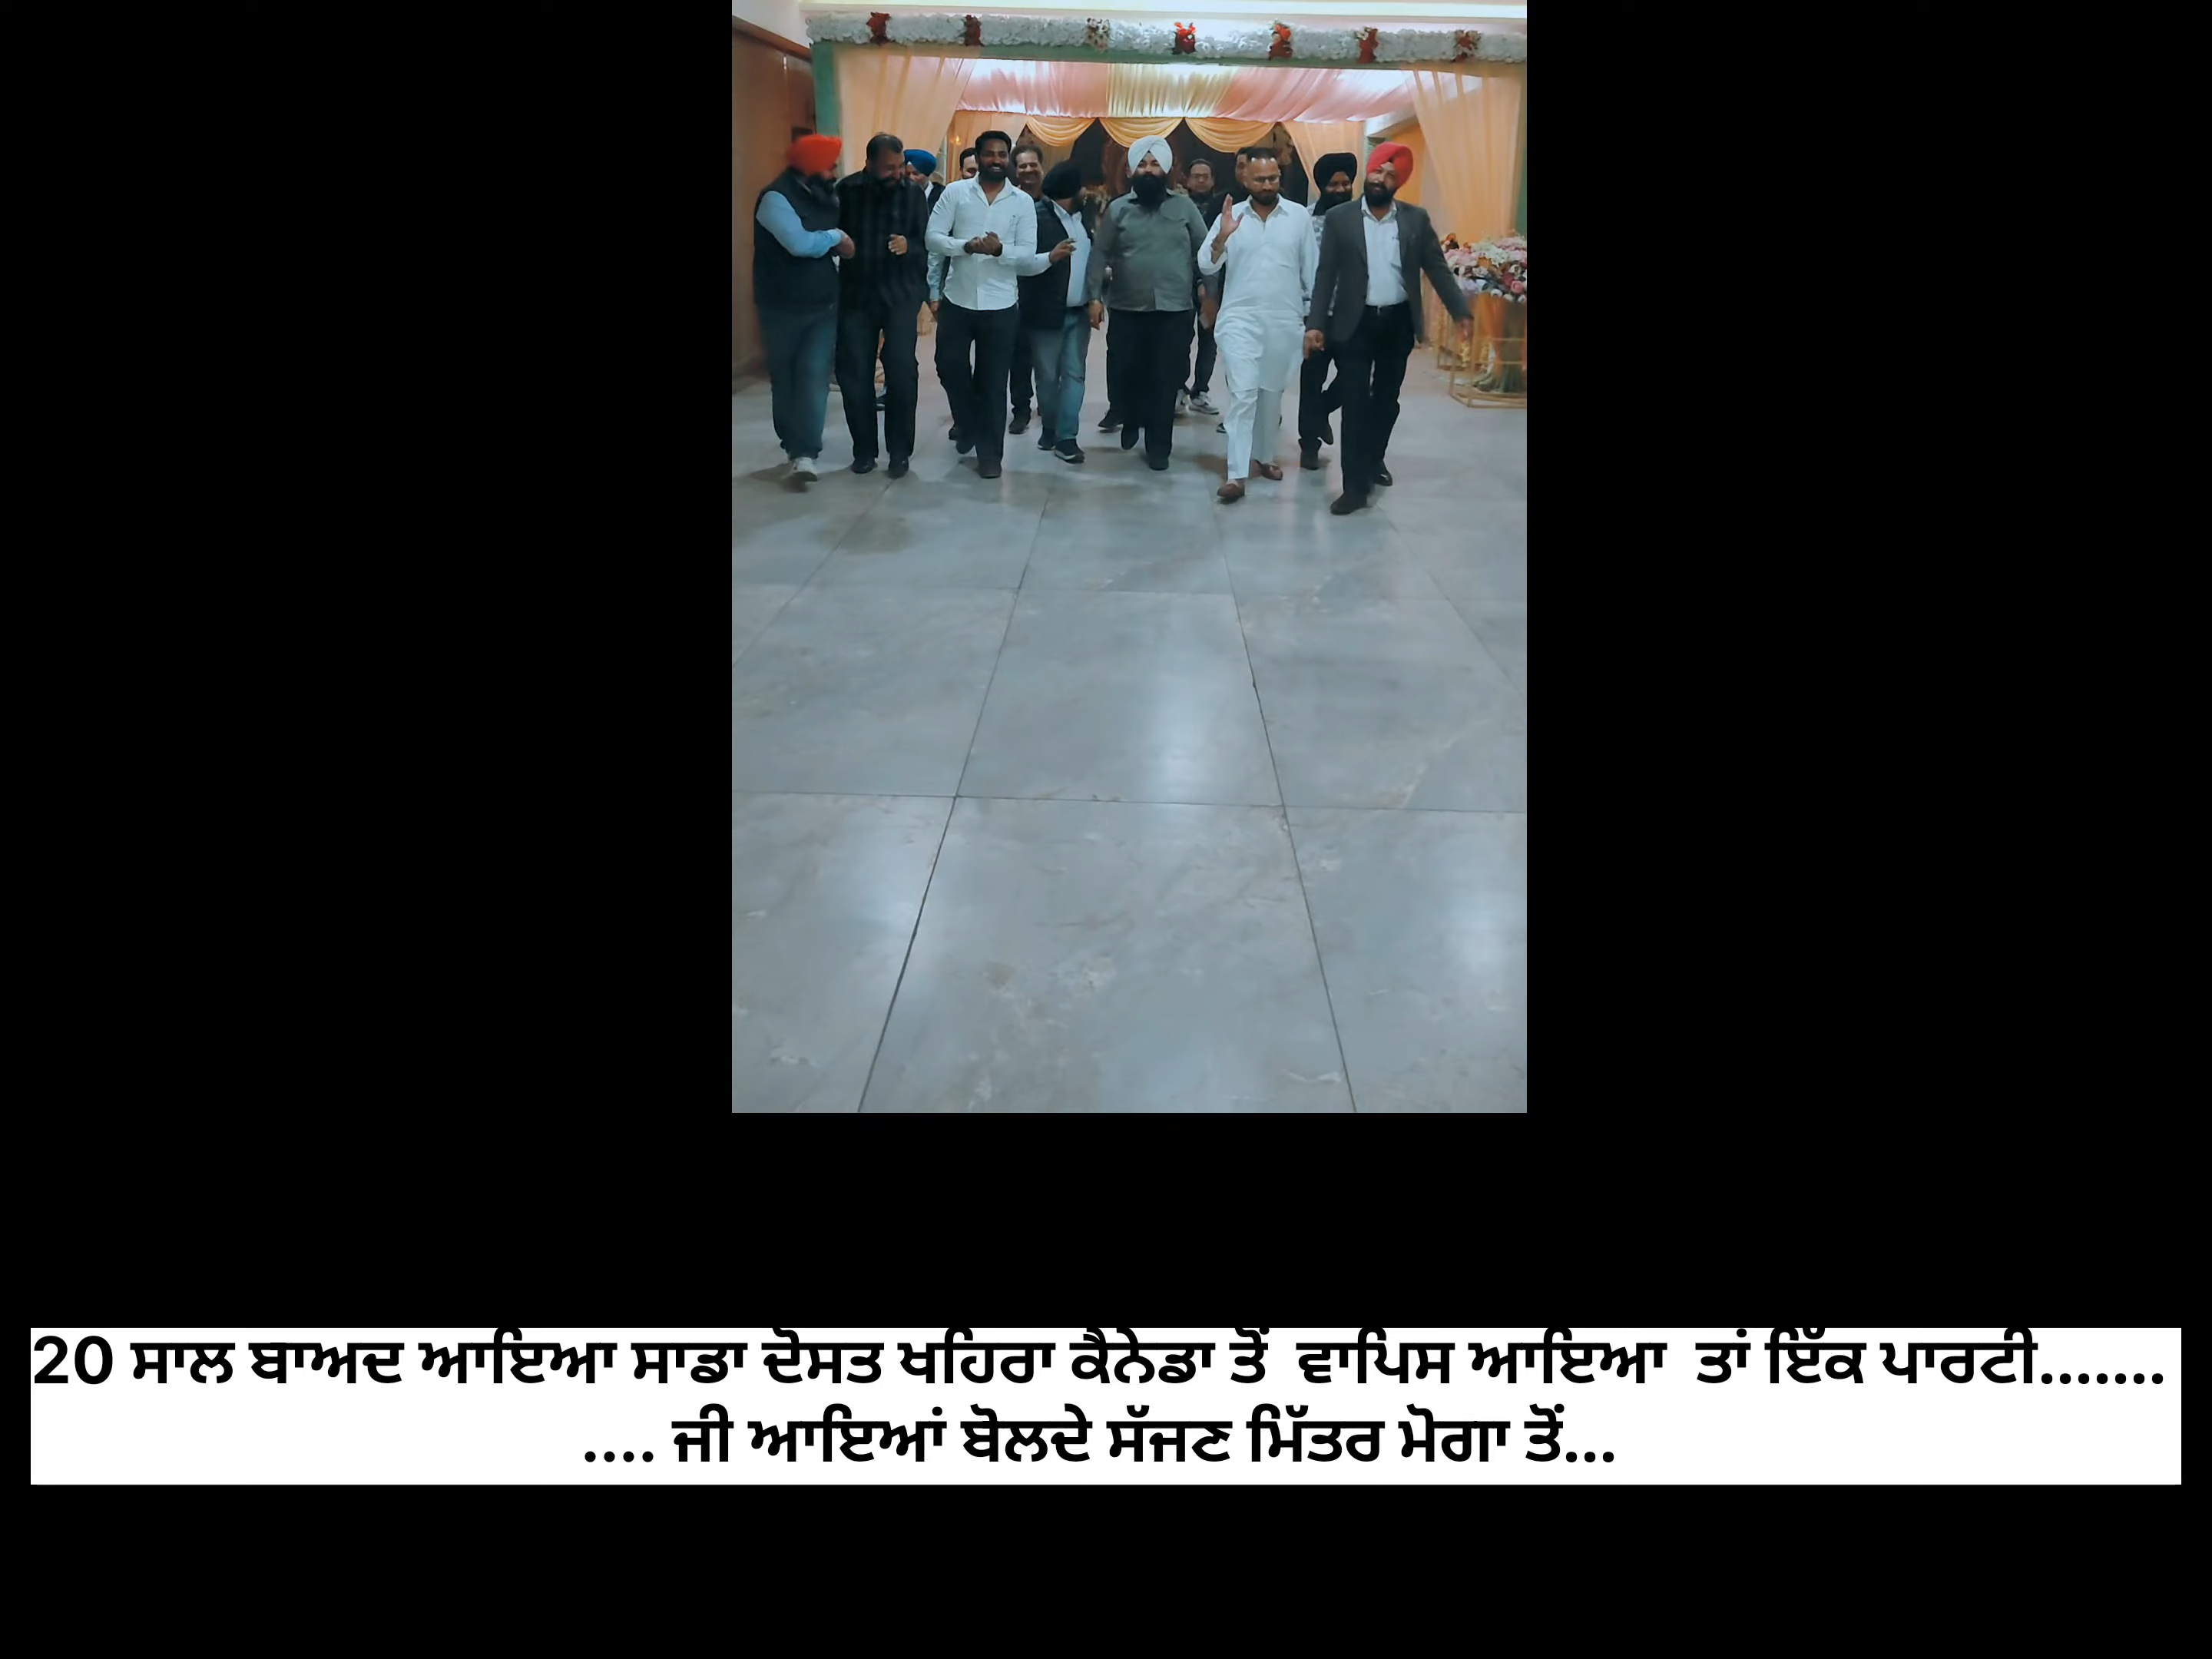 20 ਸਾਲ ਬਾਅਦ ਆਇਆ ਸਾਡਾ ਦੋਸਤ ਖਹਿਰਾ ਕੈਨੇਡਾ ਤੋਂ  ਵਾਪਿਸ ਆਇਆ  ਤਾਂ ਇੱਕ ਪਾਰਟੀ.......
.... ਜੀ ਆਇਆਂ ਬੋਲਦੇ ਸੱਜਣ ਮਿੱਤਰ ਮੋਗਾ ਤੋਂ...